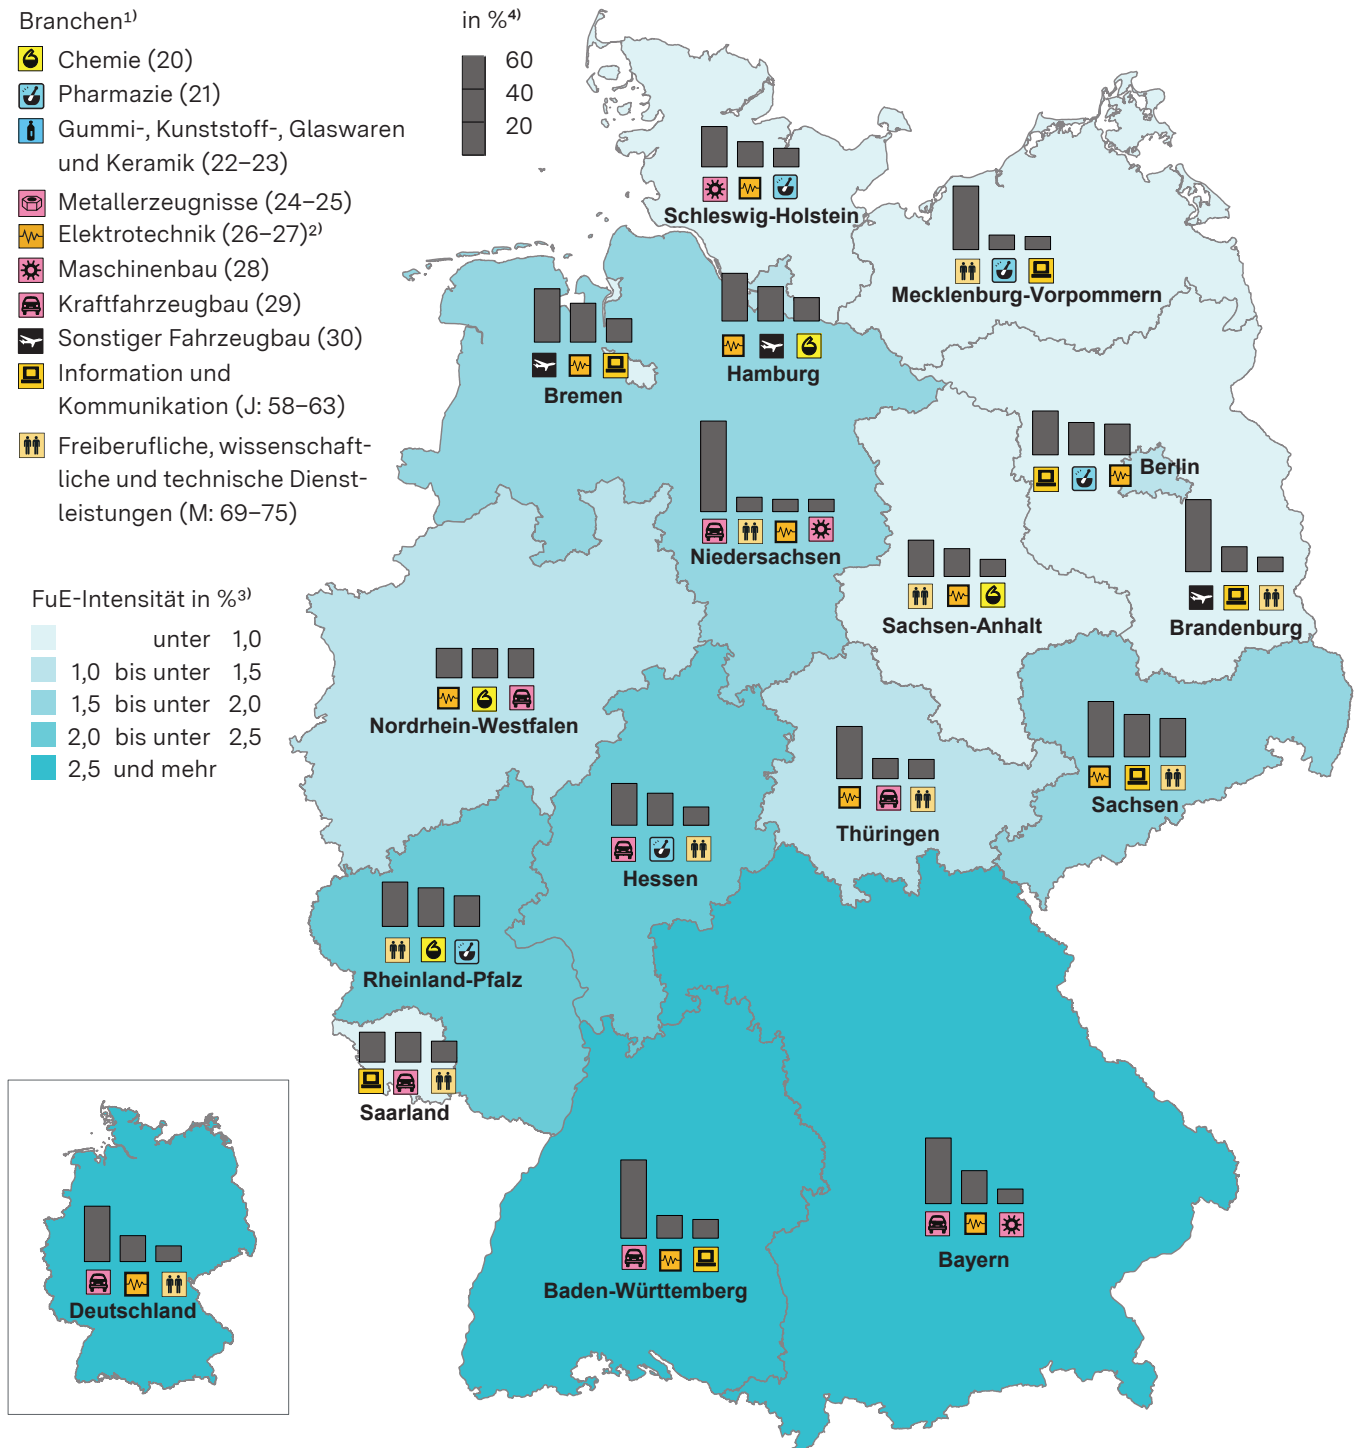 Branchen¹⁾
Chemie (20)
Pharmazie (21)
Gummi-, Kunststoff-, Glaswaren
und Keramik (22–23)
Metallerzeugnisse (24–25)
Elektrotechnik (26–27)²⁾
Maschinenbau (28)
Kraftfahrzeugbau (29)
Sonstiger Fahrzeugbau (30)
Information und
Kommunikation (J: 58–63)
Freiberufliche, wissenschaft-
liche und technische Dienst-
leistungen (M: 69–75)
in %⁴⁾
60
40
20
FuE-Intensität in %³⁾
unter 1,0
1,0 bis unter 1,5
1,5 bis unter 2,0
2,0 bis unter 2,5
2,5 und mehr
Schleswig-Holstein
Mecklenburg-Vorpommern
Hamburg
Bremen
Berlin
Niedersachsen
Sachsen-Anhalt
Brandenburg
Nordrhein-Westfalen
Sachsen
Thüringen
Hessen
Rheinland-Pfalz
Saarland
Bayern
Baden-Württemberg
Deutschland